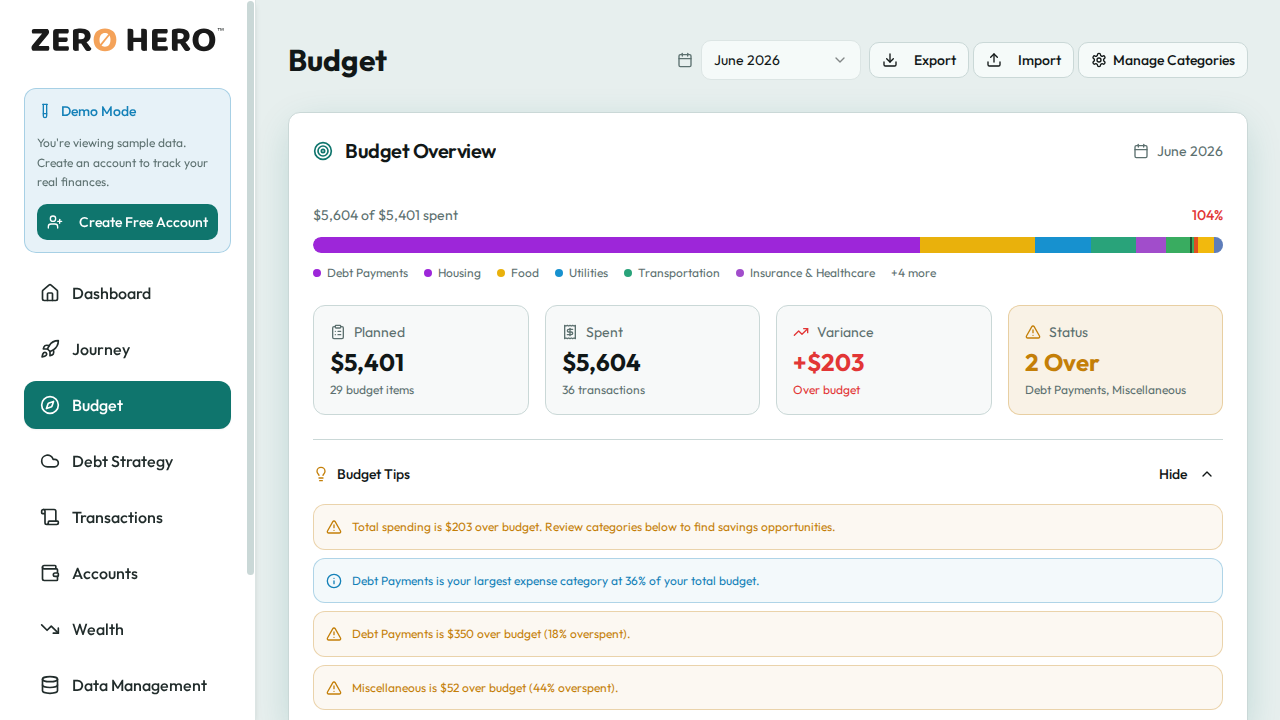 ZERO HERO™
Demo Mode
You're viewing sample data.
Create an account to track your
real finances.
Create Free Account
Dashboard
Journey
Budget
Debt Strategy
Transactions
Accounts
Wealth
Data Management
Budget
June 2026
Export
Import
Manage Categories
Budget Overview
June 2026
$5,604 of $5,401 spent
104%
Debt Payments
Housing
Food
Utilities
Transportation
Insurance & Healthcare
+4 more
Planned
$5,401
29 budget items
Spent
$5,604
36 transactions
Variance
+$203
Over budget
Status
2 Over
Debt Payments, Miscellaneous
Budget Tips
Hide
Total spending is $203 over budget. Review categories below to find savings opportunities.
Debt Payments is your largest expense category at 36% of your total budget.
Debt Payments is $350 over budget (18% overspent).
Miscellaneous is $52 over budget (44% overspent).